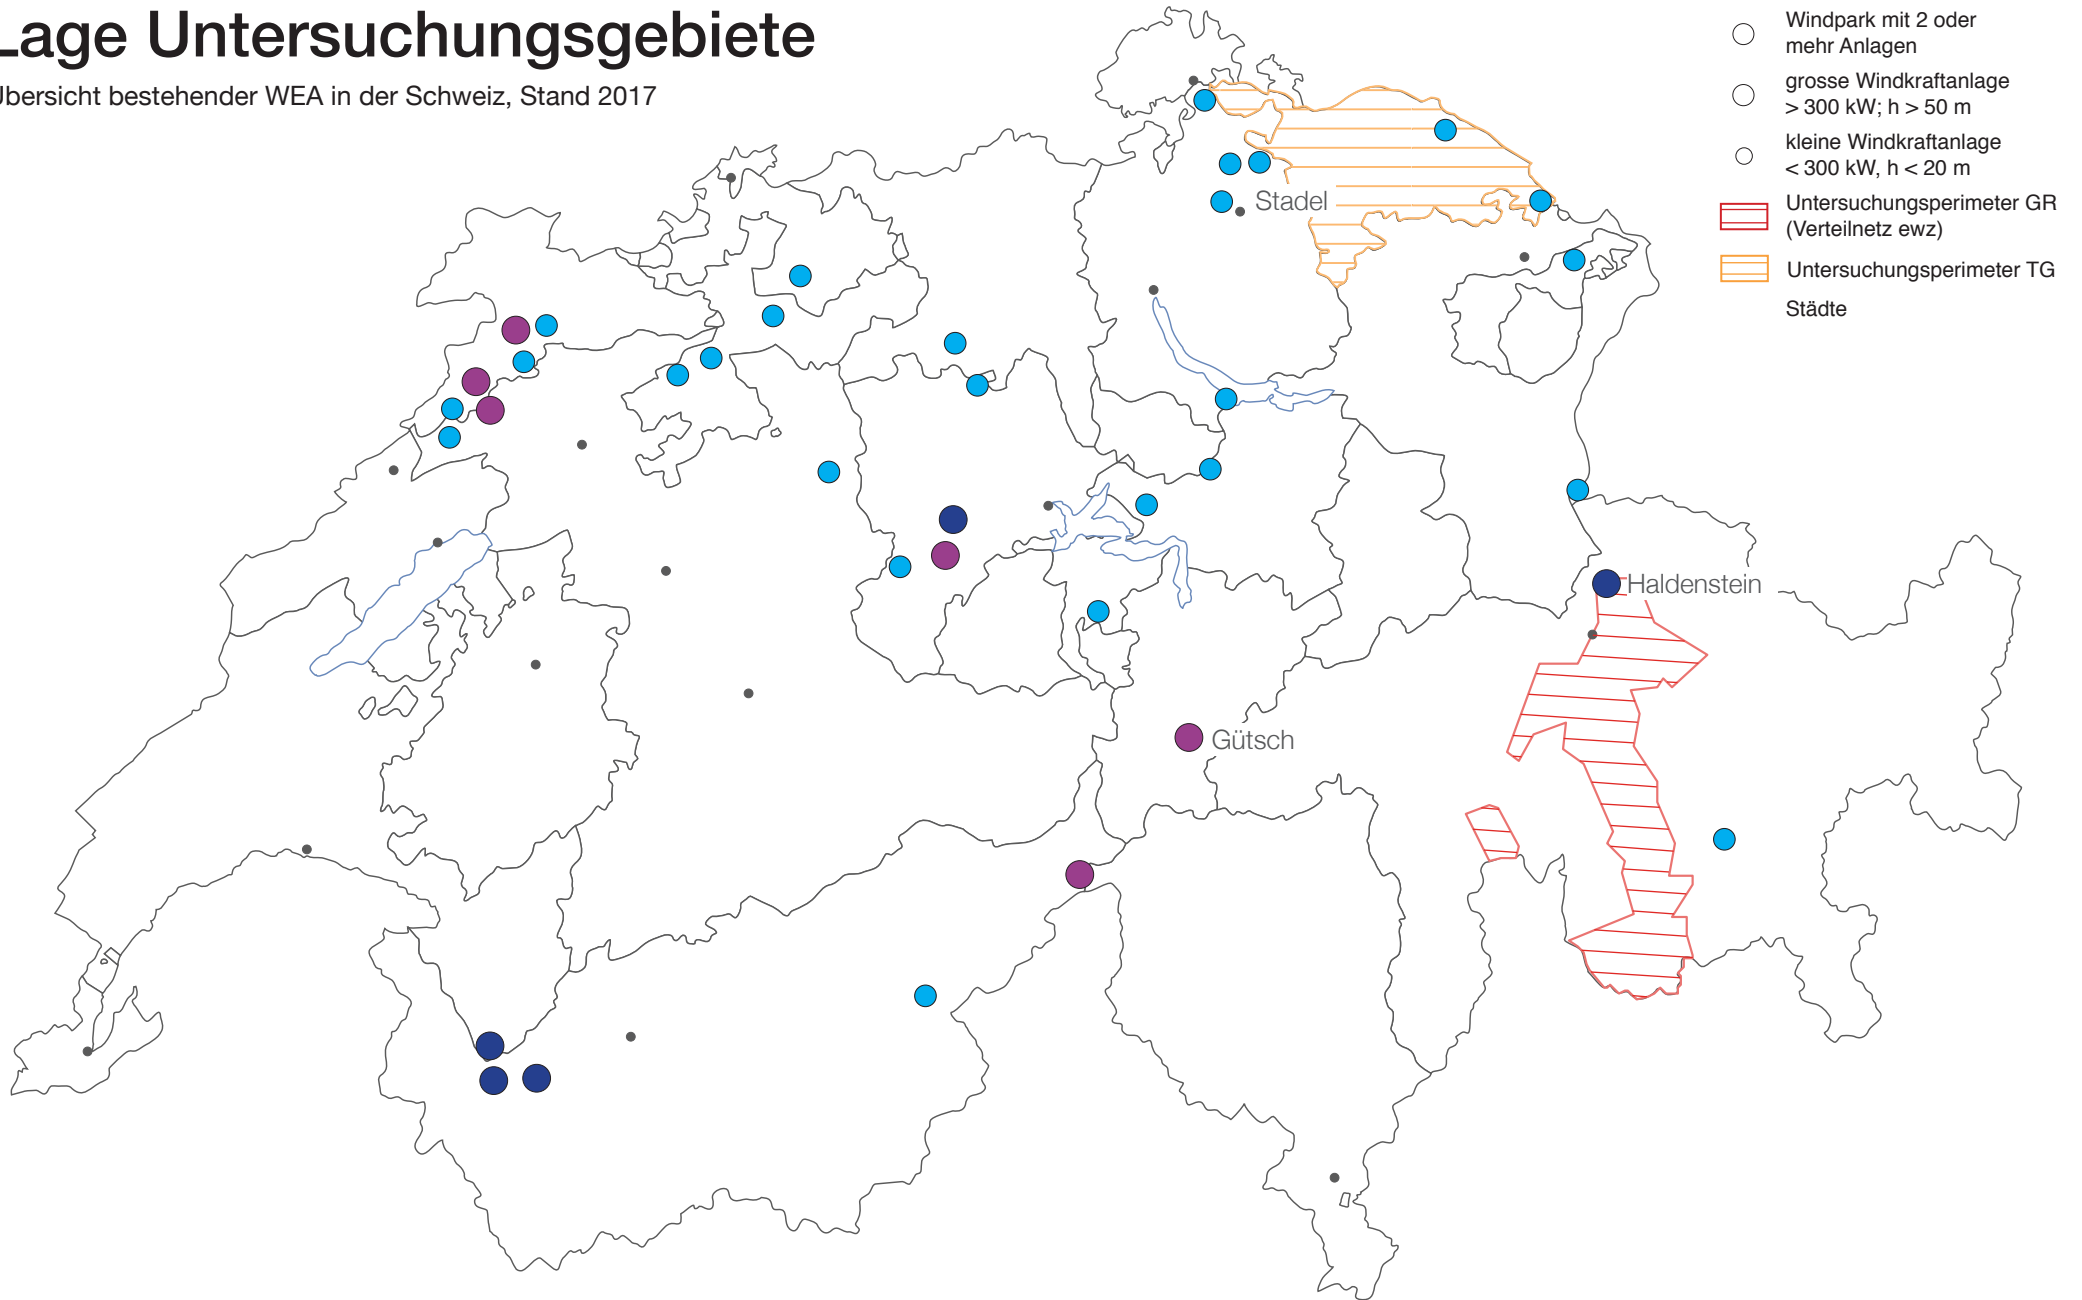 Lage Untersuchungsgebiete
Übersicht bestehender WEA in der Schweiz, Stand 2017
Windpark mit 2 oder
mehr Anlagen
grosse Windkraftanlage
> 300 kW; h > 50 m
kleine Windkraftanlage
< 300 kW, h < 20 m
Untersuchungsperimeter GR
(Verteilnetz ewz)
Untersuchungsperimeter TG
Städte
Stadel
Haldenstein
Gütsch